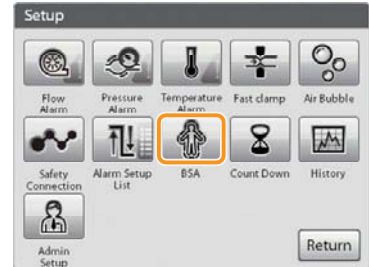 Setup
Flow
Alarm
Pressure
Alarm
Temperature
Alarm
Fast clamp
Air Bubble
Safety
Connection
Alarm Setup
List
BSA
Count Down
History
Admin
Setup
Return